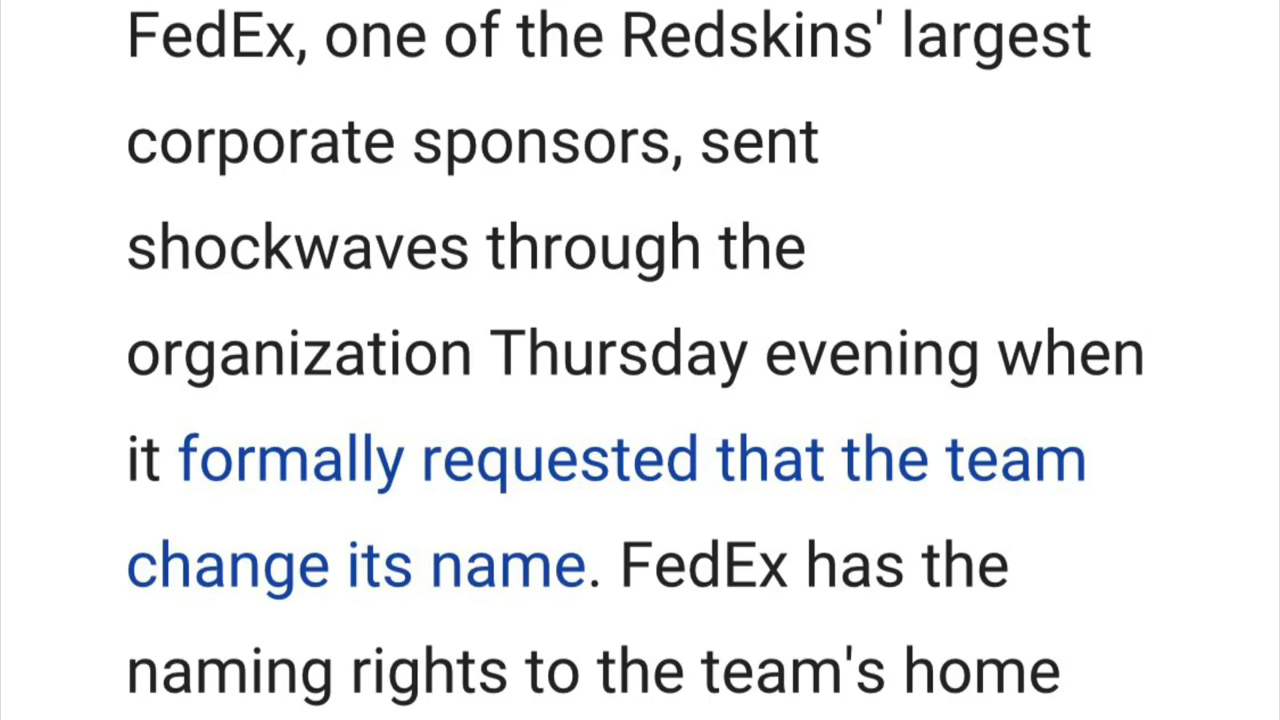 FedEx, one of the Redskins' largest
corporate sponsors, sent
shockwaves through the
organization Thursday evening when
it formally requested that the team
change its name. FedEx has the
naming rights to the team's home